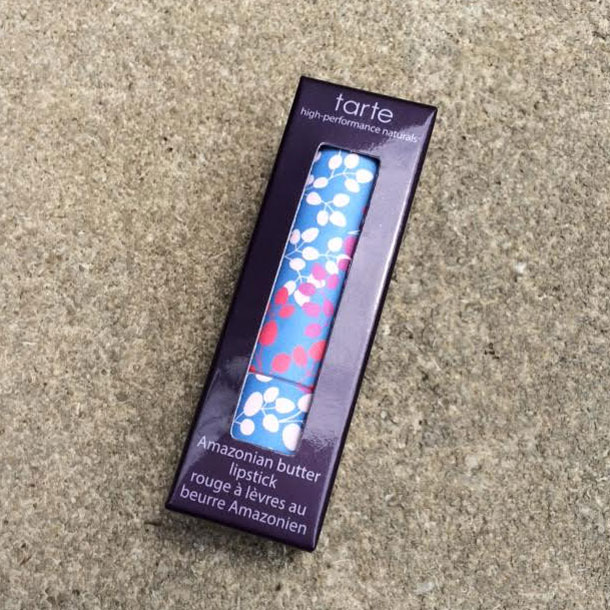 tarte
high-performance naturals
Amazonian butter
lipstick
rouge à lèvres au
beurre Amazonien